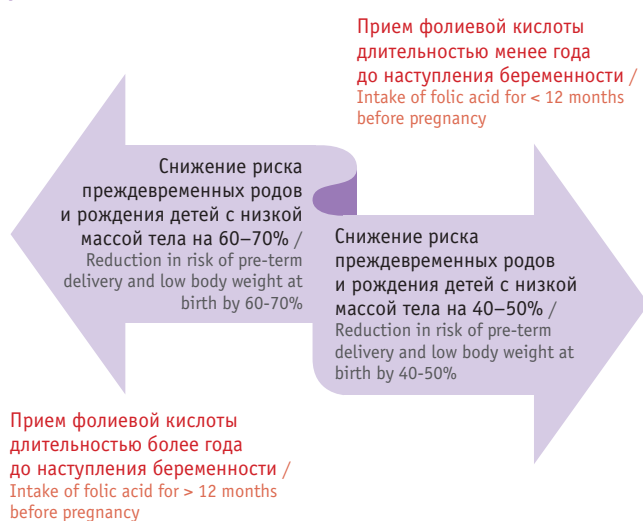 Прием фолиевой кислоты
длительностью менее года
до наступления беременности /
Intake of folic acid for < 12 months
before pregnancy
Снижение риска
преждевременных родов
и рождения детей с низкой
массой тела на 60–70% /
Reduction in risk of pre-term
delivery and low body weight at
birth by 60-70%
Снижение риска
преждевременных родов
и рождения детей с низкой
массой тела на 40–50% /
Reduction in risk of pre-term
delivery and low body weight at
birth by 40-50%
Прием фолиевой кислоты
длительностью более года
до наступления беременности /
Intake of folic acid for > 12 months
before pregnancy